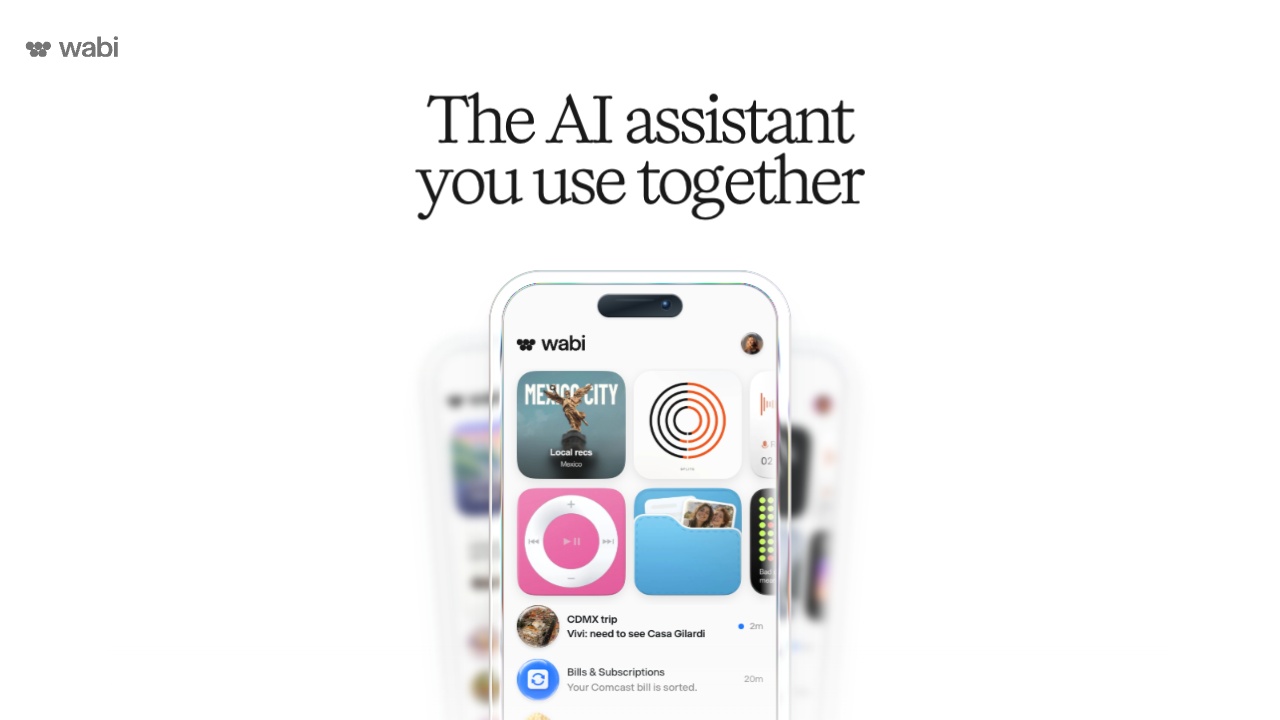 wabi
The AI assistant
you use together
wabi
MEXICO CITY
Local recs
Mexico
02
CDMX trip
Vivi: need to see Casa Gilardi
2m
Bills & Subscriptions
Your Comcast bill is sorted.
20m